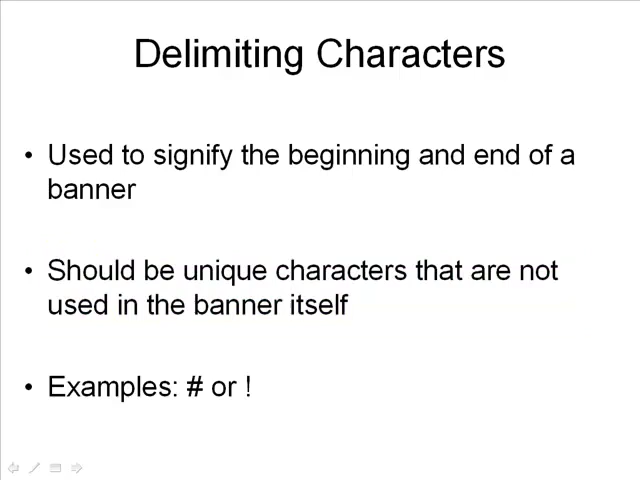 Delimiting Characters
• Used to signify the beginning and end of a
banner
• Should be unique characters that are not
used in the banner itself
• Examples: # or !